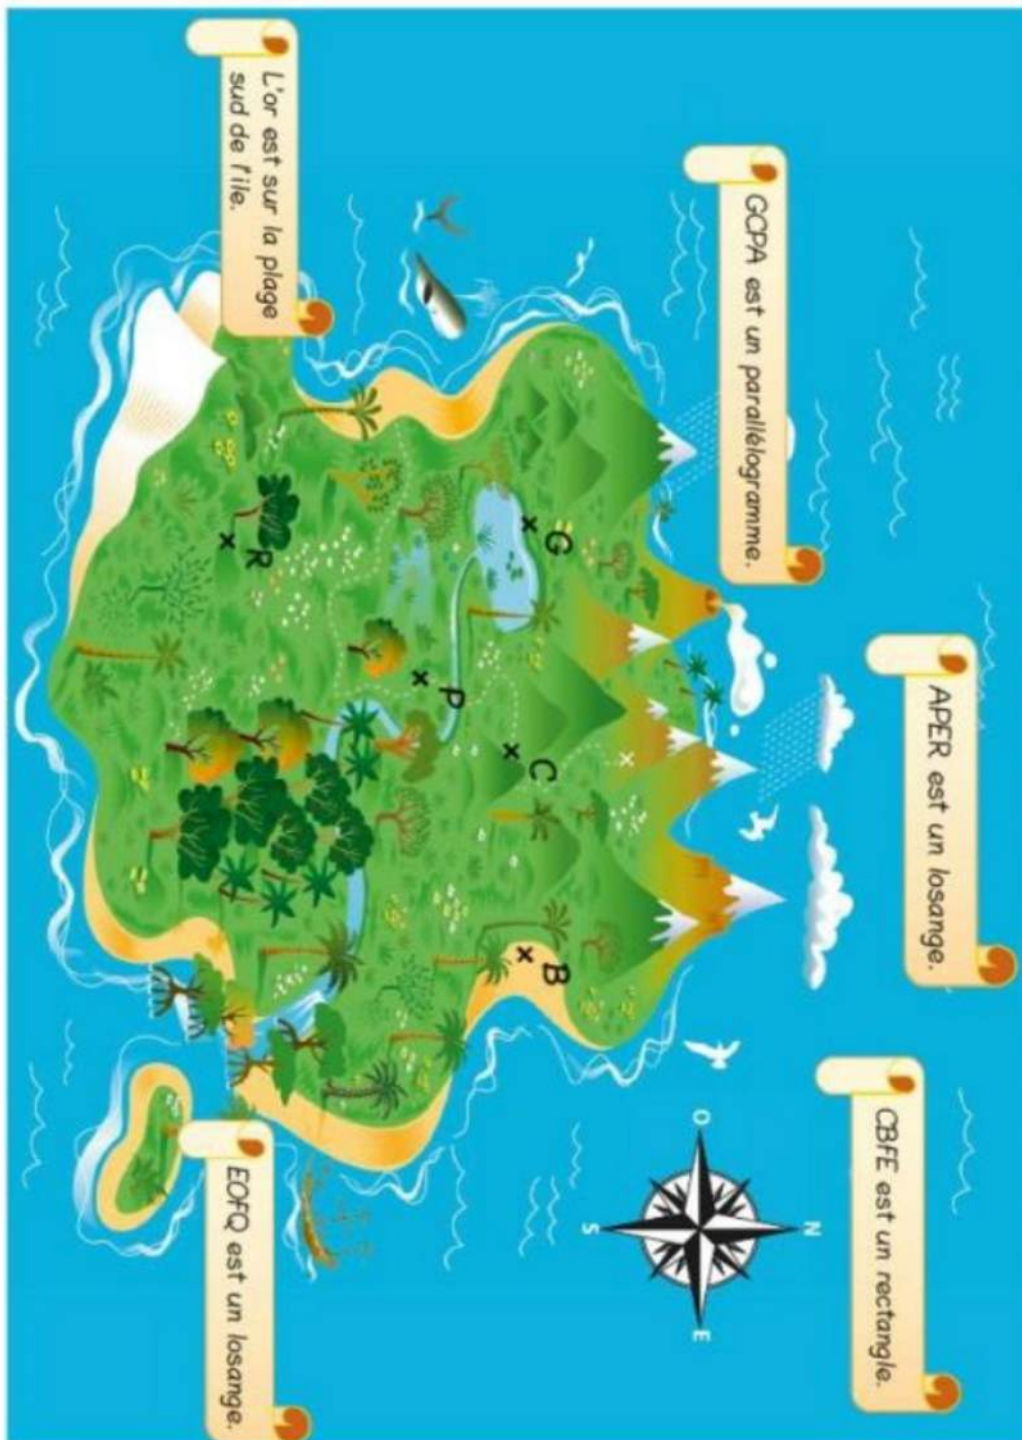 GCPA est un parallélogramme.
APER est un losange.
CBFE est un rectangle.
L'or est sur la plage
sud de l'ile.
EOFQ est un losange.
G
C
B
P
R
N
O
E
S